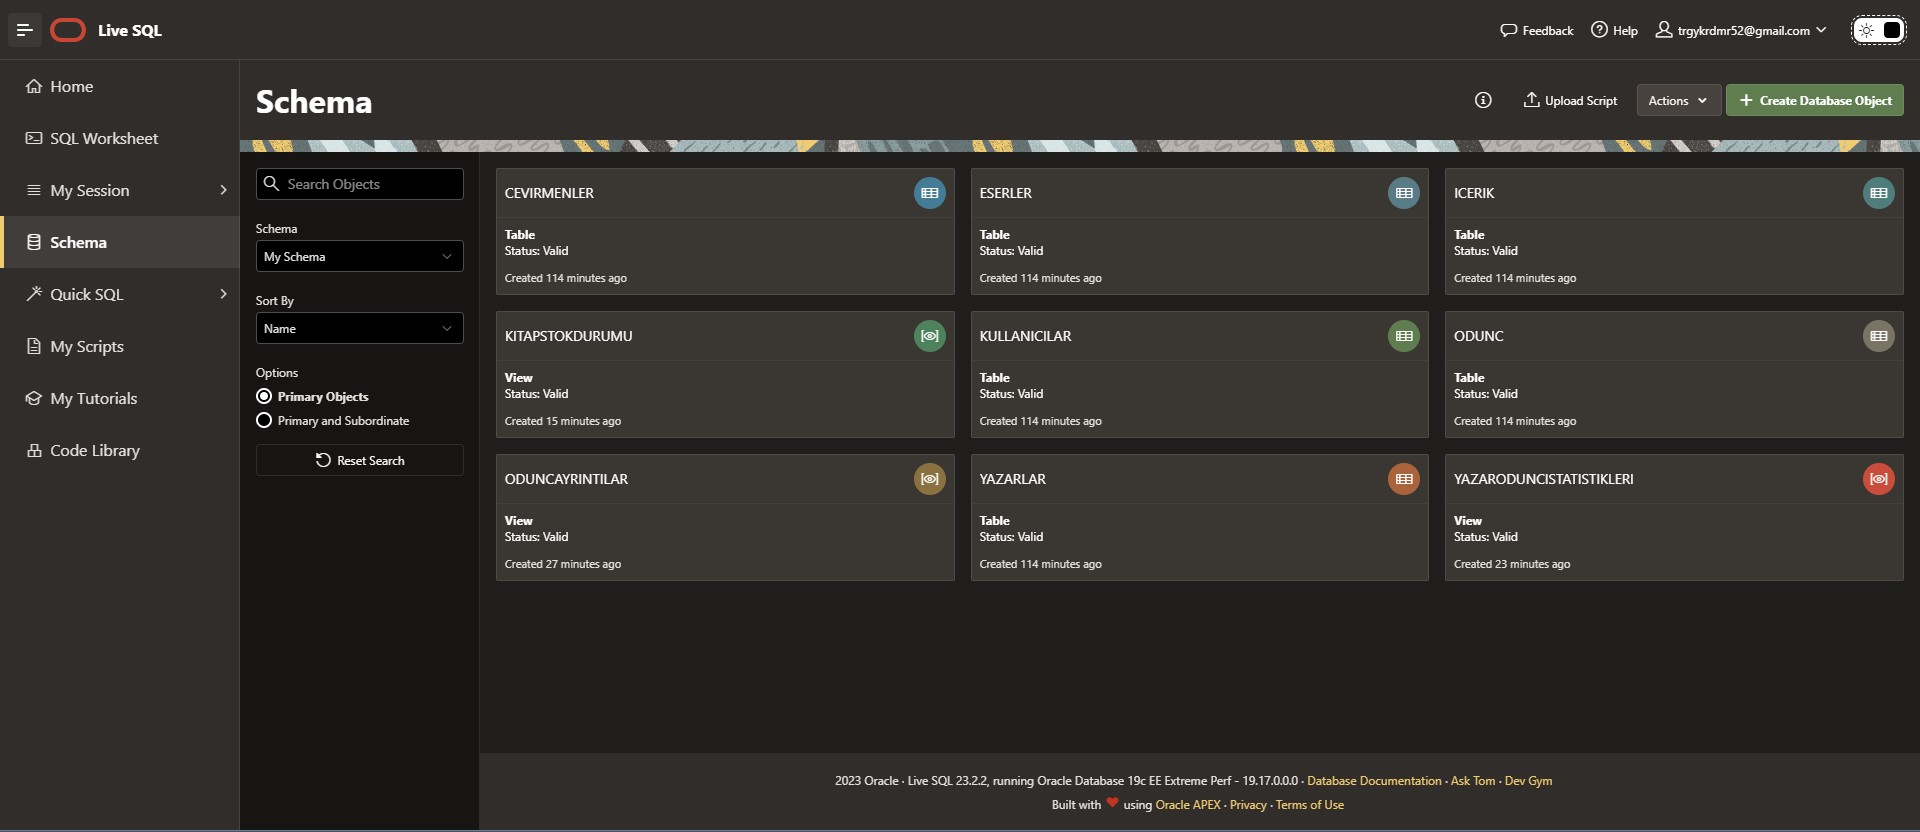 Live SQL
Feedback
Help
trgykrdmr52@gmail.com
Home
SQL Worksheet
My Session
Schema
Quick SQL
My Scripts
My Tutorials
Code Library
Schema
Upload Script
Actions
Create Database Object
Search Objects
Schema
My Schema
Sort By
Name
Options
Primary Objects
Primary and Subordinate
Reset Search
CEVIRMENLER
Table
Status: Valid
Created 114 minutes ago
ESERLER
Table
Status: Valid
Created 114 minutes ago
ICERIK
Table
Status: Valid
Created 114 minutes ago
KITAPSTOKDURUMU
View
Status: Valid
Created 15 minutes ago
KULLANICILAR
Table
Status: Valid
Created 114 minutes ago
ODUNC
Table
Status: Valid
Created 114 minutes ago
ODUNCAYRINTILAR
View
Status: Valid
Created 27 minutes ago
YAZARLAR
Table
Status: Valid
Created 114 minutes ago
YAZARODUNCISTATISTIKLERI
View
Status: Valid
Created 23 minutes ago
2023 Oracle · Live SQL 23.2.2, running Oracle Database 19c EE Extreme Perf - 19.17.0.0.0 · Database Documentation · Ask Tom · Dev Gym
Built with ❤ using Oracle APEX · Privacy · Terms of Use